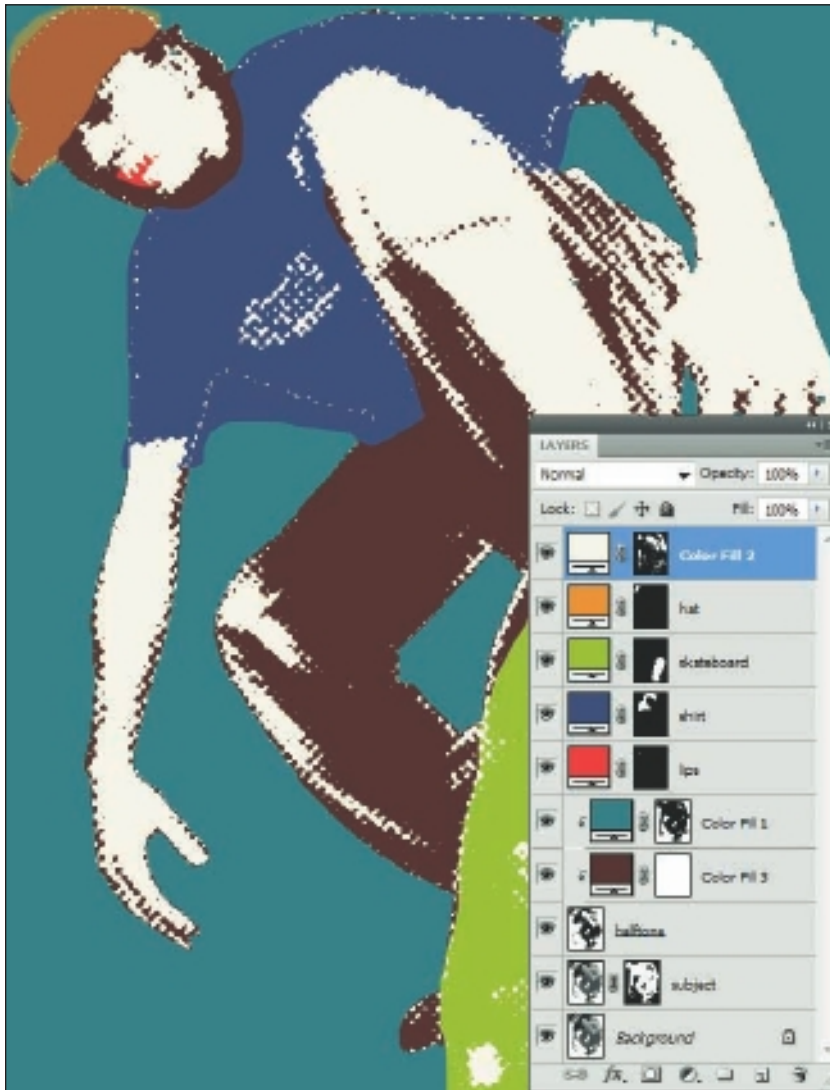 LAYERS
Normal Opacity: 100%
Lock: Fill: 100%
Color Fill 2
hat
skateboard
shirt
lips
Color Fill 1
Color Fill 3
halftone
subject
Background
fx.